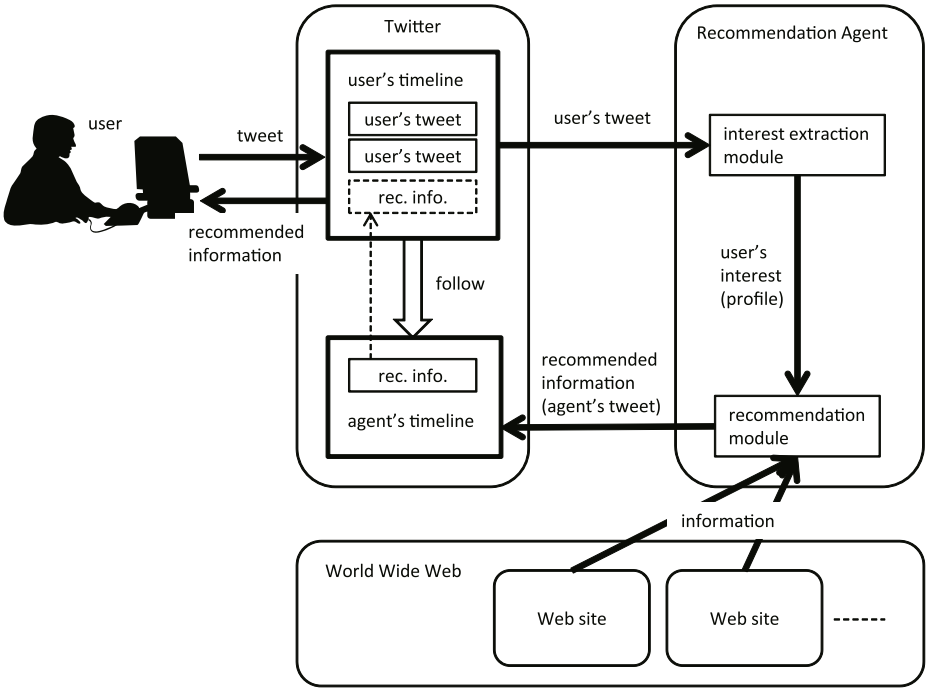 Twitter
Recommendation Agent
user's timeline
user
user's tweet
user's tweet
rec. info.
tweet
user's tweet
interest extraction
module
recommended
information
follow
user's
interest
(profile)
rec. info.
agent's timeline
recommended
information
(agent's tweet)
recommendation
module
information
World Wide Web
Web site
Web site